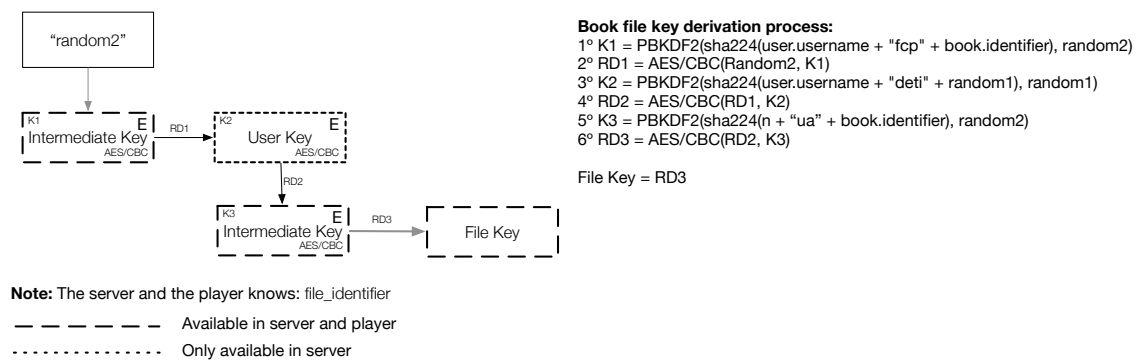 “random2”
K1
E
Intermediate Key
AES/CBC
RD1
K2
E
User Key
AES/CBC
RD2
K3
E
Intermediate Key
AES/CBC
RD3
File Key
Book file key derivation process:
1º K1 = PBKDF2(sha224(user.username + "fcp" + book.identifier), random2)
2º RD1 = AES/CBC(Random2, K1)
3º K2 = PBKDF2(sha224(user.username + "deti" + random1), random1)
4º RD2 = AES/CBC(RD1, K2)
5º K3 = PBKDF2(sha224(n + “ua” + book.identifier), random2)
6º RD3 = AES/CBC(RD2, K3)
File Key = RD3
Note: The server and the player knows: file_identifier
Available in server and player
Only available in server